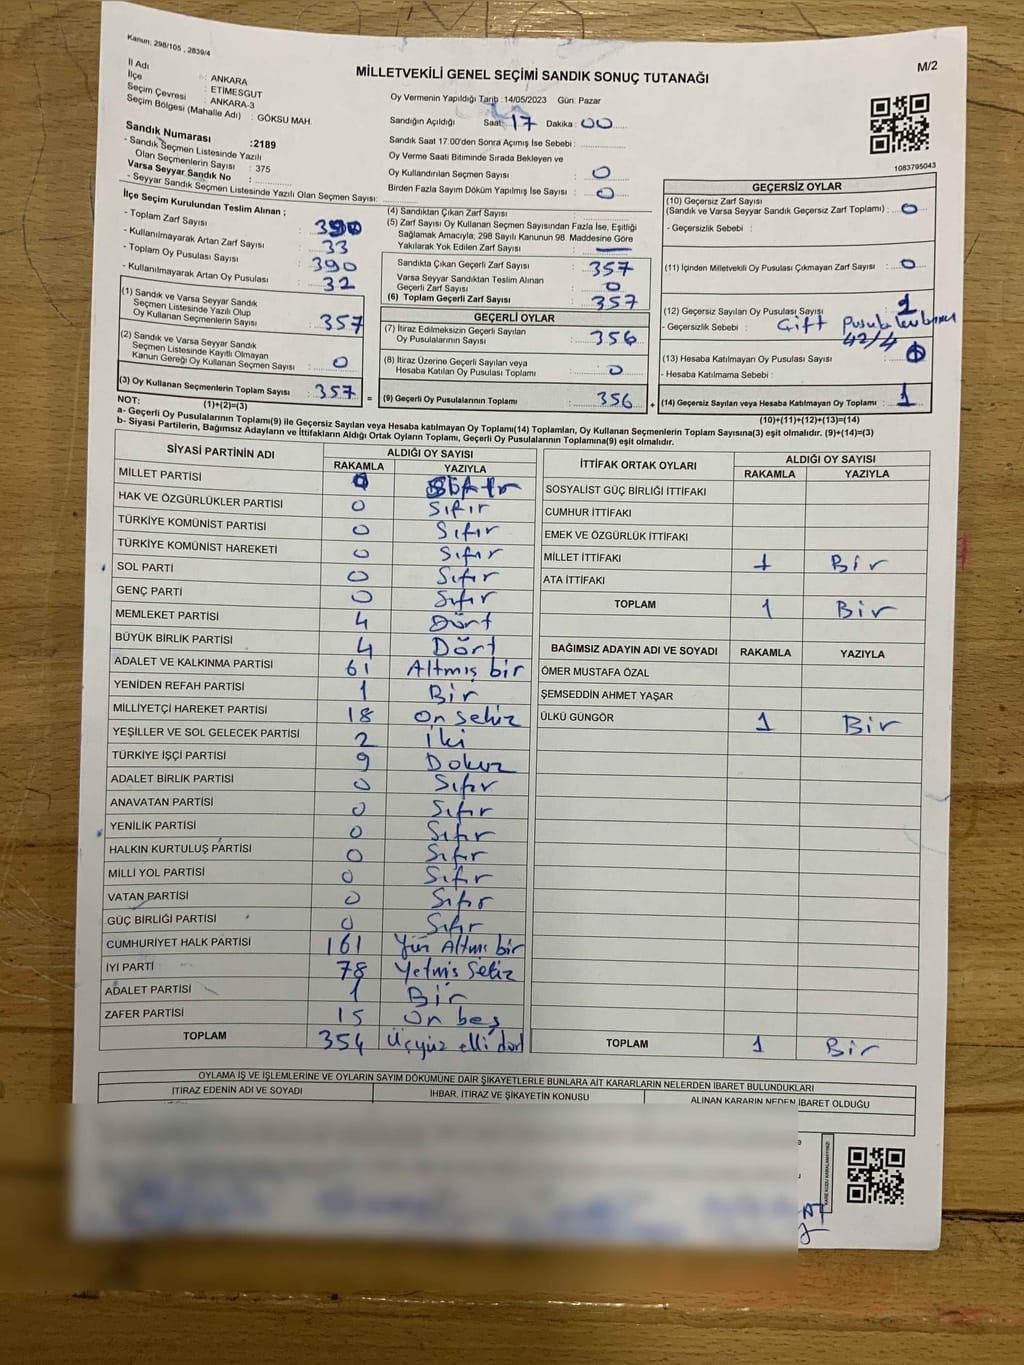 Kanun: 298/105 , 2839/4
M/2
MİLLETVEKİLİ GENEL SEÇİMİ SANDIK SONUÇ TUTANAĞI
İl Adı : ANKARA
İlçe : ETİMESGUT
Seçim Çevresi : ANKARA-3
Seçim Bölgesi (Mahalle Adı) : GÖKSU MAH.
Sandık Numarası :2189
- Sandık Seçmen Listesinde Yazılı
Olan Seçmenlerin Sayısı : 375
Varsa Seyyar Sandık No :
- Seyyar Sandık Seçmen Listesinde Yazılı Olan Seçmen Sayısı:
Oy Vermenin Yapıldığı Tarih :14/05/2023 Gün: Pazar
Sandığın Açıldığı Saat: 17 Dakika : 00
Sandık Saat 17.00'den Sonra Açımış İse Sebebi :
Oy Verme Saati Bitiminde Sırada Bekleyen ve
Oy Kullandırılan Seçmen Sayısı : 0
Birden Fazla Sayım Döküm Yapılmış İse Sayısı : 0
1083795043
İlçe Seçim Kurulundan Teslim Alınan ;
- Toplam Zarf Sayısı : 390
- Kullanılmayarak Artan Zarf Sayısı : 33
- Toplam Oy Pusulası Sayısı : 390
- Kullanılmayarak Artan Oy Pusulası : 32
(1) Sandık ve Varsa Seyyar Sandık
Seçmen Listesinde Yazılı Olup
Oy Kullanan Seçmenlerin Sayısı : 357
(2) Sandık ve Varsa Seyyar Sandık
Seçmen Listesinde Kayıtlı Olmayan
Kanun Gereği Oy Kullanan Seçmen Sayısı : 0
(3) Oy Kullanan Seçmenlerin Toplam Sayısı : 357
(4) Sandıktan Çıkan Zarf Sayısı :
(5) Zarf Sayısı Oy Kullanan Seçmen Sayısından Fazla İse, Eşitliği
Sağlamak Amacıyla; 298 Sayılı Kanunun 98. Maddesine Göre
Yakılarak Yok Edilen Zarf Sayısı : —
Sandıkta Çıkan Geçerli Zarf Sayısı : 357
Varsa Seyyar Sandıktan Teslim Alınan
Geçerli Zarf Sayısı : 0
(6) Toplam Geçerli Zarf Sayısı : 357
GEÇERLİ OYLAR
(7) İtiraz Edilmeksizin Geçerli Sayılan
Oy Pusulalarının Sayısı : 356
(8) İtiraz Üzerine Geçerli Sayılan veya
Hesaba Katılan Oy Pusulası Toplamı : 0
= (9) Geçerli Oy Pusulalarının Toplamı : 356
GEÇERSİZ OYLAR
(10) Geçersiz Zarf Sayısı
(Sandık ve Varsa Seyyar Sandık Geçersiz Zarf Toplamı) : 0
- Geçersizlik Sebebi :
(11) İçinden Milletvekili Oy Pusulası Çıkmayan Zarf Sayısı : 0
(12) Geçersiz Sayılan Oy Pusulası Sayısı : 1
- Geçersizlik Sebebi : Çift Pusula
42/4
(13) Hesaba Katılmayan Oy Pusulası Sayısı : 0
- Hesaba Katılmama Sebebi :
+ (14) Geçersiz Sayılan veya Hesaba Katılmayan Oy Pusulası Toplamı : 1
NOT: (1)+(2)=(3) (10)+(11)+(12)+(13)=(14)
a- Geçerli Oy Pusulalarının Toplamı(9) ile Geçersiz Sayılan veya Hesaba katılmayan Oy Toplamı(14) Toplamları, Oy Kullanan Seçmenlerin Toplam Sayısına(3) eşit olmalıdır. (9)+(14)=(3)
b- Siyasi Partilerin, Bağımsız Adayların ve İttifakların Aldığı Ortak Oyların Toplamı, Geçerli Oy Pusulalarının Toplamına(9) eşit olmalıdır.
SİYASİ PARTİNİN ADI ALDIĞI OY SAYISI
RAKAMLA YAZIYLA
MİLLET PARTİSİ 0 Sıfır
HAK VE ÖZGÜRLÜKLER PARTİSİ 0 Sıfır
TÜRKİYE KOMÜNİST PARTİSİ 0 Sıfır
TÜRKİYE KOMÜNİST HAREKETİ 0 Sıfır
SOL PARTİ 0 Sıfır
GENÇ PARTİ 0 Sıfır
MEMLEKET PARTİSİ 4 Dört
BÜYÜK BİRLİK PARTİSİ 4 Dört
ADALET VE KALKINMA PARTİSİ 61 Altmış bir
YENİDEN REFAH PARTİSİ 1 Bir
MİLLİYETÇİ HAREKET PARTİSİ 18 On Sekiz
YEŞİLLER VE SOL GELECEK PARTİSİ 2 İki
TÜRKİYE İŞÇİ PARTİSİ 9 Dokuz
ADALET BİRLİK PARTİSİ 0 Sıfır
ANAVATAN PARTİSİ 0 Sıfır
YENİLİK PARTİSİ 0 Sıfır
HALKIN KURTULUŞ PARTİSİ 0 Sıfır
MİLLİ YOL PARTİSİ 0 Sıfır
VATAN PARTİSİ 0 Sıfır
GÜÇ BİRLİĞİ PARTİSİ 0 Sıfır
CUMHURİYET HALK PARTİSİ 161 Yüz Altmı bir
İYİ PARTİ 78 Yetmiş Sekiz
ADALET PARTİSİ 1 Bir
ZAFER PARTİSİ 15 On beş
TOPLAM 354 Üçyüz elli dört
İTTİFAK ORTAK OYLARI ALDIĞI OY SAYISI
RAKAMLA YAZIYLA
SOSYALİST GÜÇ BİRLİĞİ İTTİFAKI
CUMHUR İTTİFAKI
EMEK VE ÖZGÜRLÜK İTTİFAKI
MİLLET İTTİFAKI 1 Bir
ATA İTTİFAKI
TOPLAM 1 Bir
BAĞIMSIZ ADAYIN ADI VE SOYADI RAKAMLA YAZIYLA
ÖMER MUSTAFA ÖZAL
ŞEMSEDDİN AHMET YAŞAR
ÜLKÜ GÜNGÖR 1 Bir
TOPLAM 1 Bir
OYLAMA İŞ VE İŞLEMLERİNE VE OYLARIN SAYIM DÖKÜMÜNE DAİR ŞİKAYETLERLE BUNLARA AİT KARARLARIN NELERDEN İBARET BULUNDUKLARI
İTİRAZ EDENİN ADI VE SOYADI İHBAR, İTİRAZ VE ŞİKAYETİN KONUSU ALINAN KARARIN NEDEN İBARET OLDUĞU